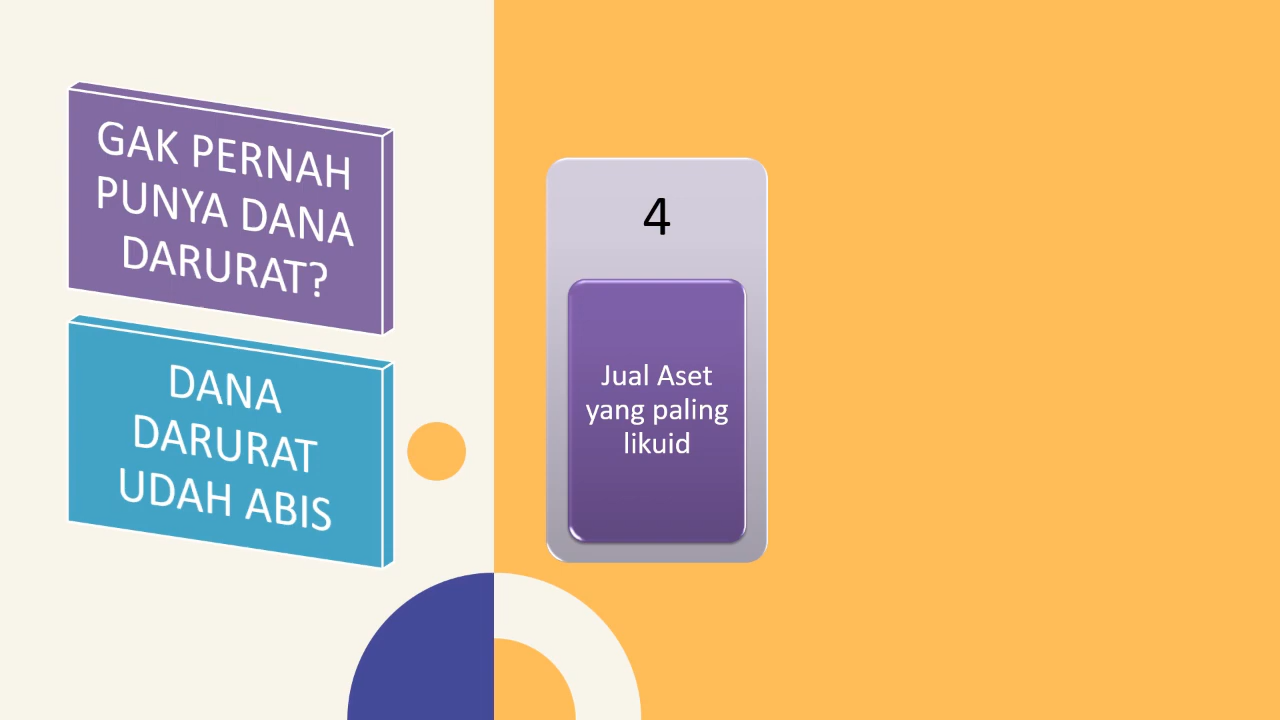 GAK PERNAH
PUNYA DANA
DARURAT?
DANA
DARURAT
UDAH ABIS
4
Jual Aset
yang paling
likuid